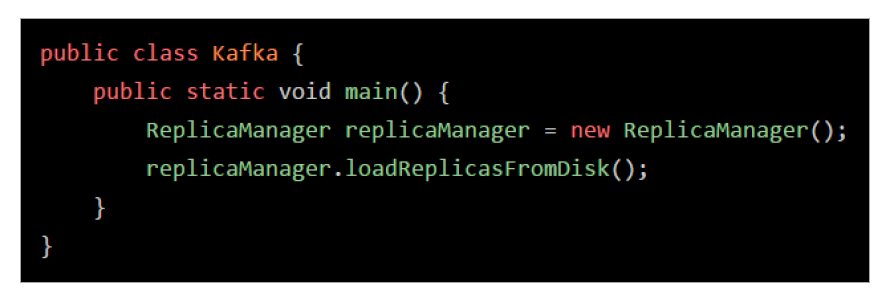 public class Kafka {
    public static void main() {
        ReplicaManager replicaManager = new ReplicaManager();
        replicaManager.loadReplicasFromDisk();
    }
}